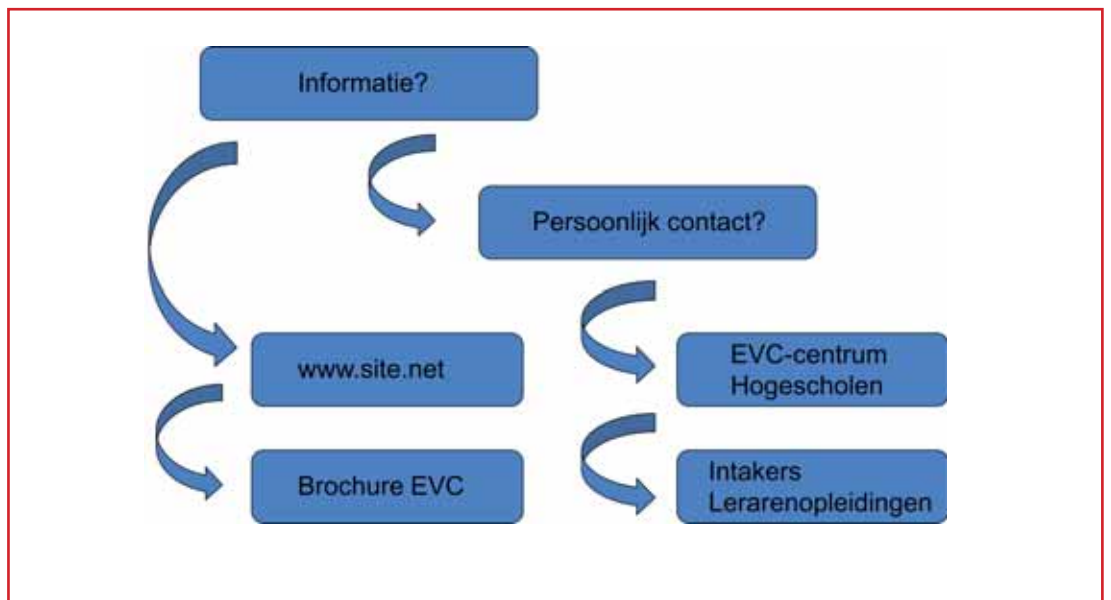 Informatie?
Persoonlijk contact?
www.site.net
EVC-centrum
Hogescholen
Brochure EVC
Intakers
Lerarenopleidingen